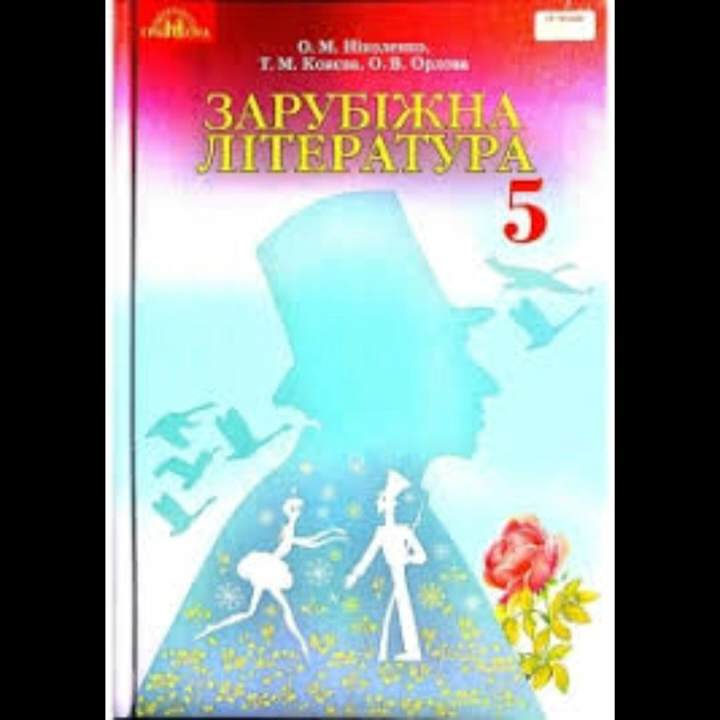 О. М. Ніколенко,
Т. М. Конєва, О. В. Орлова
ЗАРУБІЖНА
ЛІТЕРАТУРА
5